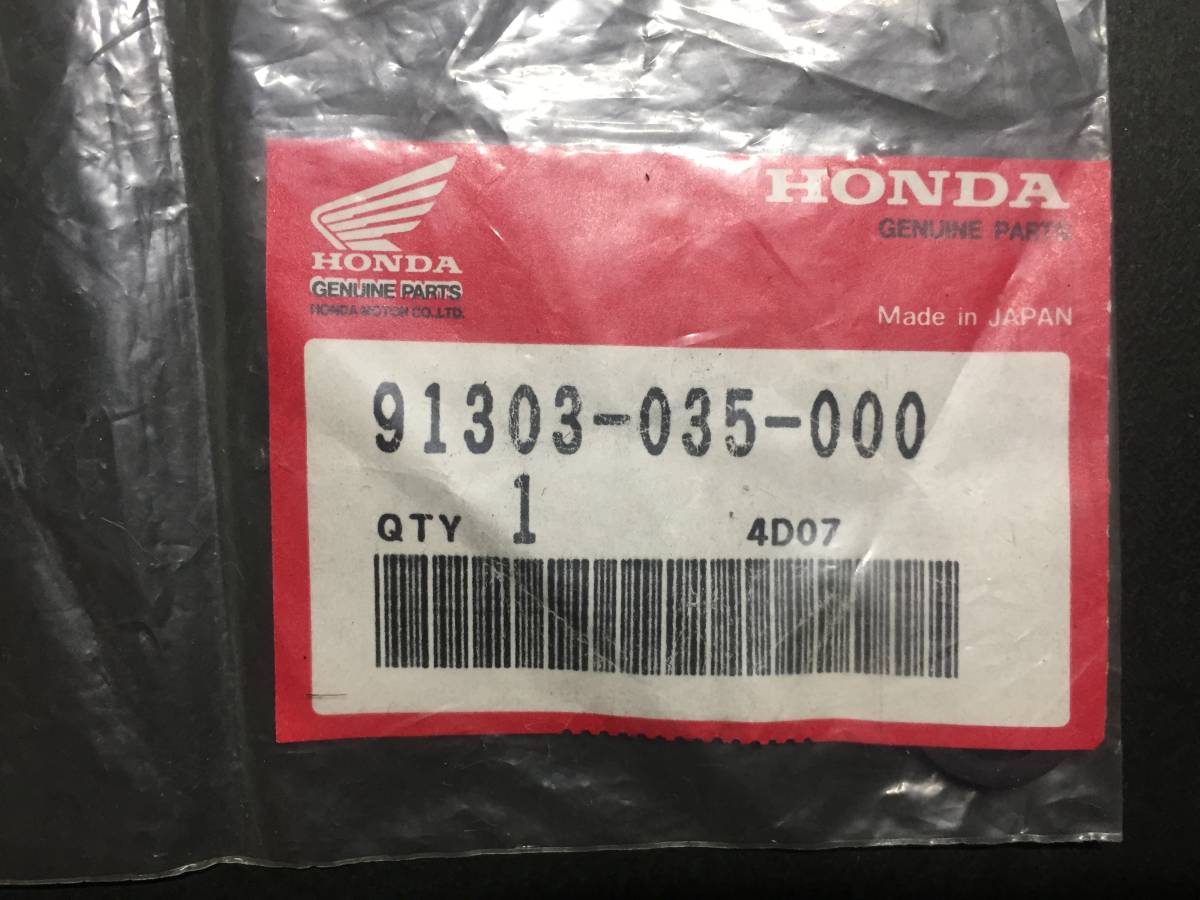 HONDA
GENUINE PARTS
HONDA MOTOR CO.,LTD.
HONDA
GENUINE PARTS
Made in JAPAN
91303-035-000
QTY 1 4D07